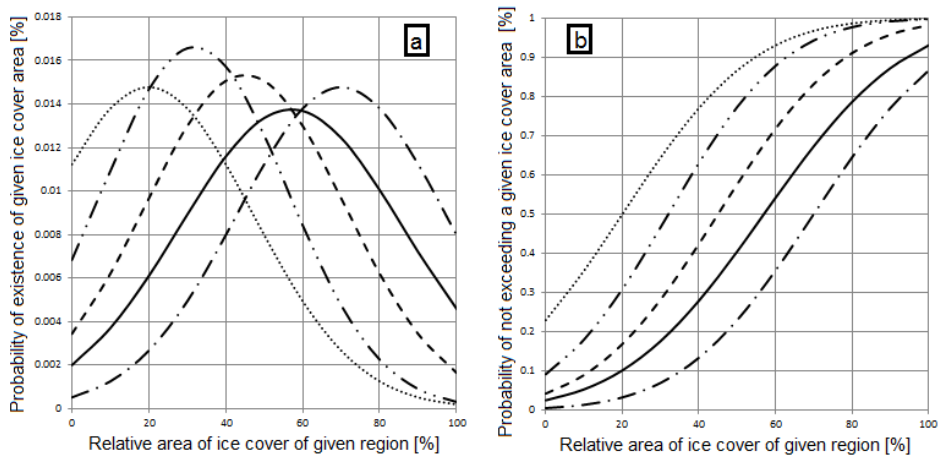 Probability of existence of given ice cover area [%]
0.018
0.016
0.014
0.012
0.01
0.008
0.006
0.004
0.002
0
0 20 40 60 80 100
Relative area of ice cover of given region [%]
a
Probability of not exceeding a given ice cover area [%]
1
0.9
0.8
0.7
0.6
0.5
0.4
0.3
0.2
0.1
0
0 20 40 60 80 100
Relative area of ice cover of given region [%]
b